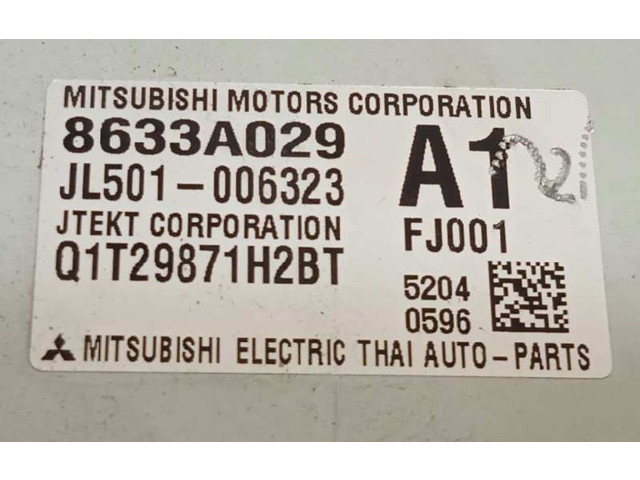 MITSUBISHI MOTORS CORPORATION
8633A029
A1
JL501-006323
JTEKT CORPORATION
FJ001
Q1T29871H2BT
5204
0596
MITSUBISHI ELECTRIC THAI AUTO-PARTS